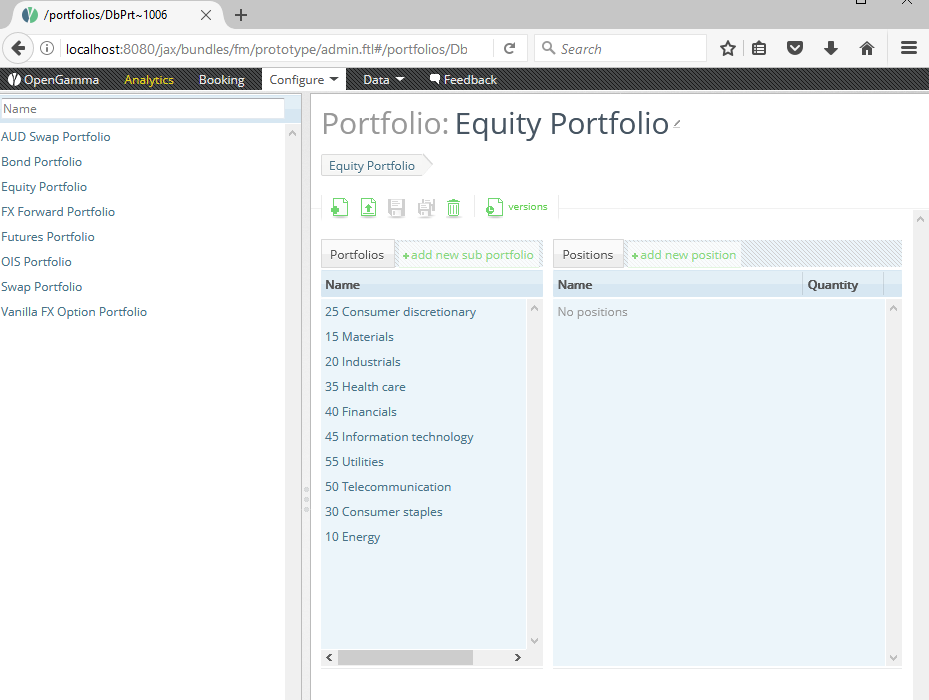 /portfolios/DbPrt~1006
localhost:8080/jax/bundles/fm/prototype/admin.ftl#/portfolios/Db
Search
OpenGamma Analytics Booking Configure Data Feedback
Name
AUD Swap Portfolio
Bond Portfolio
Equity Portfolio
FX Forward Portfolio
Futures Portfolio
OIS Portfolio
Swap Portfolio
Vanilla FX Option Portfolio
Portfolio: Equity Portfolio
Equity Portfolio
versions
Portfolios +add new sub portfolio
Name
25 Consumer discretionary
15 Materials
20 Industrials
35 Health care
40 Financials
45 Information technology
55 Utilities
50 Telecommunication
30 Consumer staples
10 Energy
Positions +add new position
Name Quantity
No positions